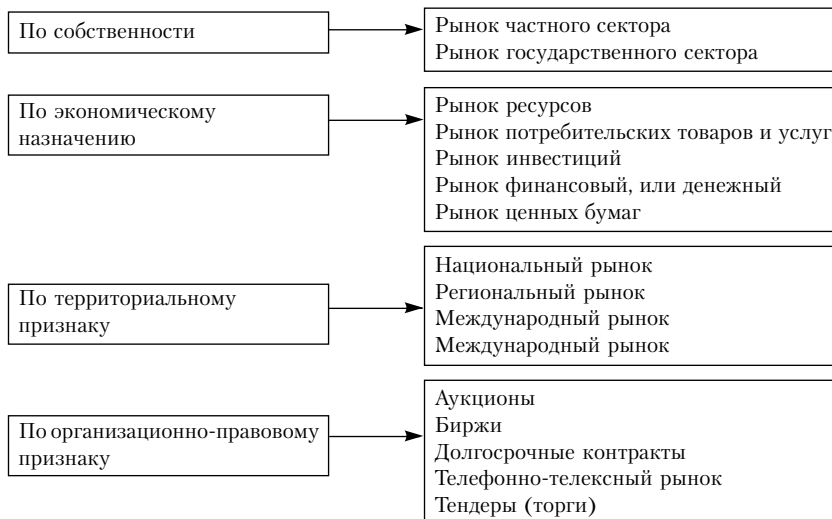 По собственности
Рынок частного сектора
Рынок государственного сектора
По экономическому
назначению
Рынок ресурсов
Рынок потребительских товаров и услуг
Рынок инвестиций
Рынок финансовый, или денежный
Рынок ценных бумаг
По территориальному
признаку
Национальный рынок
Региональный рынок
Международный рынок
Международный рынок
По организационно-правовому
признаку
Аукционы
Биржи
Долгосрочные контракты
Телефонно-телексный рынок
Тендеры (торги)